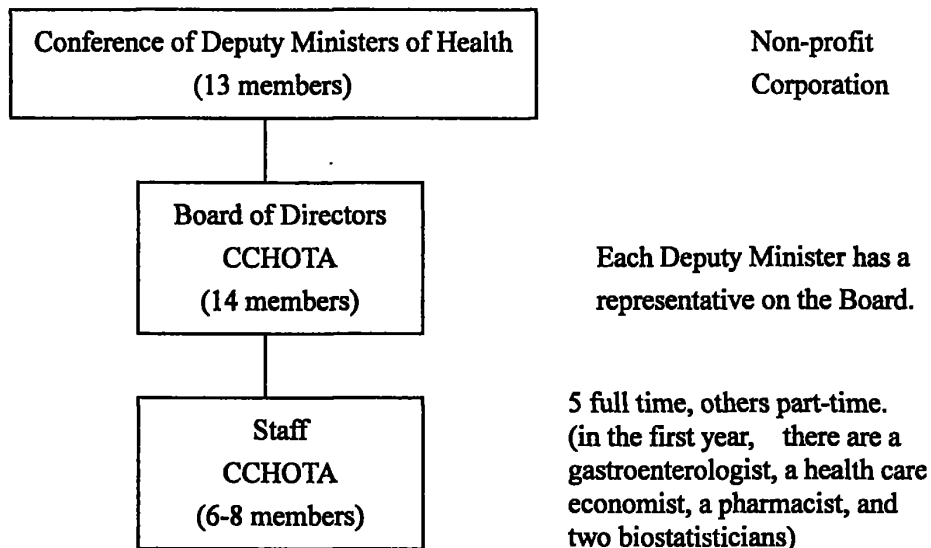 Conference of Deputy Ministers of Health
(13 members)
Non-profit
Corporation
Board of Directors
CCHOTA
(14 members)
Each Deputy Minister has a
representative on the Board.
Staff
CCHOTA
(6-8 members)
5 full time, others part-time.
(in the first year, there are a
gastroenterologist, a health care
economist, a pharmacist, and
two biostatisticians)